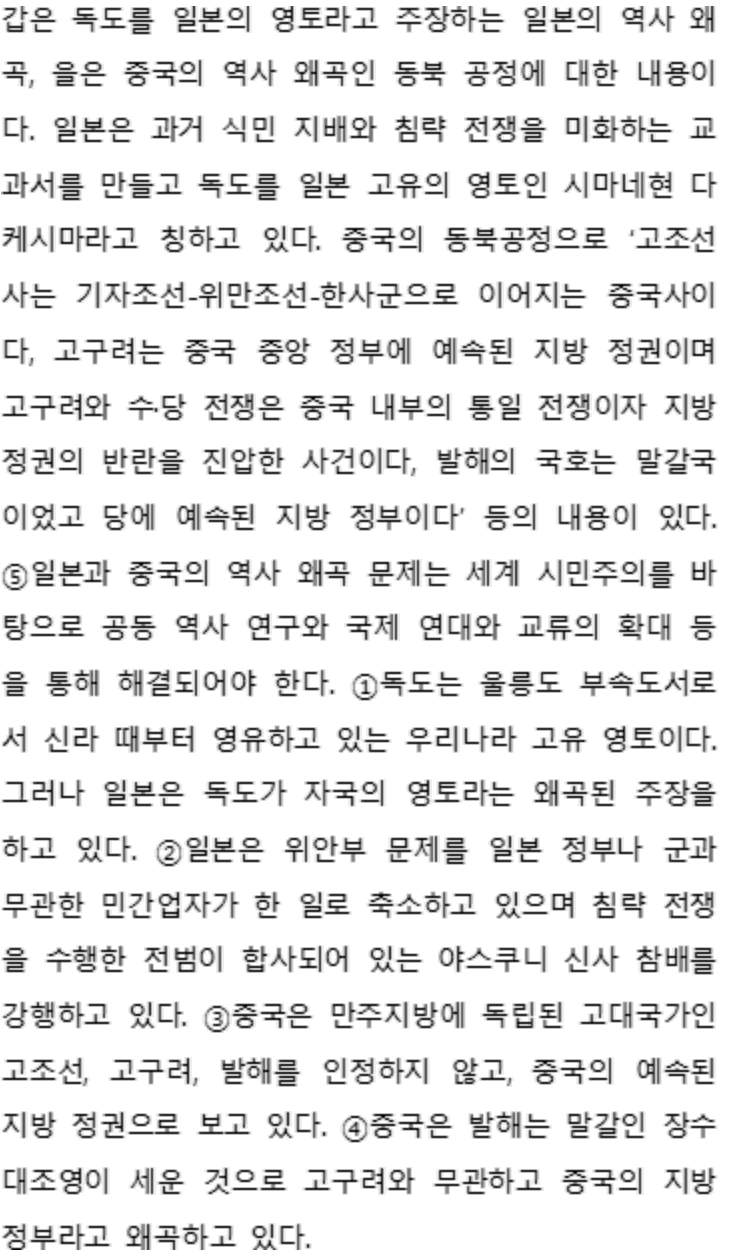 갑은 독도를 일본의 영토라고 주장하는 일본의 역사 왜
곡, 을은 중국의 역사 왜곡인 동북 공정에 대한 내용이
다. 일본은 과거 식민 지배와 침략 전쟁을 미화하는 교
과서를 만들고 독도를 일본 고유의 영토인 시마네현 다
케시마라고 칭하고 있다. 중국의 동북공정으로 ‘고조선
사는 기자조선-위만조선-한사군으로 이어지는 중국사이
다, 고구려는 중국 중앙 정부에 예속된 지방 정권이며
고구려와 수·당 전쟁은 중국 내부의 통일 전쟁이자 지방
정권의 반란을 진압한 사건이다, 발해의 국호는 말갈국
이었고 당에 예속된 지방 정부이다’ 등의 내용이 있다.
⑤일본과 중국의 역사 왜곡 문제는 세계 시민주의를 바
탕으로 공동 역사 연구와 국제 연대와 교류의 확대 등
을 통해 해결되어야 한다. ①독도는 울릉도 부속도서로
서 신라 때부터 영유하고 있는 우리나라 고유 영토이다.
그러나 일본은 독도가 자국의 영토라는 왜곡된 주장을
하고 있다. ②일본은 위안부 문제를 일본 정부나 군과
무관한 민간업자가 한 일로 축소하고 있으며 침략 전쟁
을 수행한 전범이 합사되어 있는 야스쿠니 신사 참배를
강행하고 있다. ③중국은 만주지방에 독립된 고대국가인
고조선, 고구려, 발해를 인정하지 않고, 중국의 예속된
지방 정권으로 보고 있다. ④중국은 발해는 말갈인 장수
대조영이 세운 것으로 고구려와 무관하고 중국의 지방
정부라고 왜곡하고 있다.